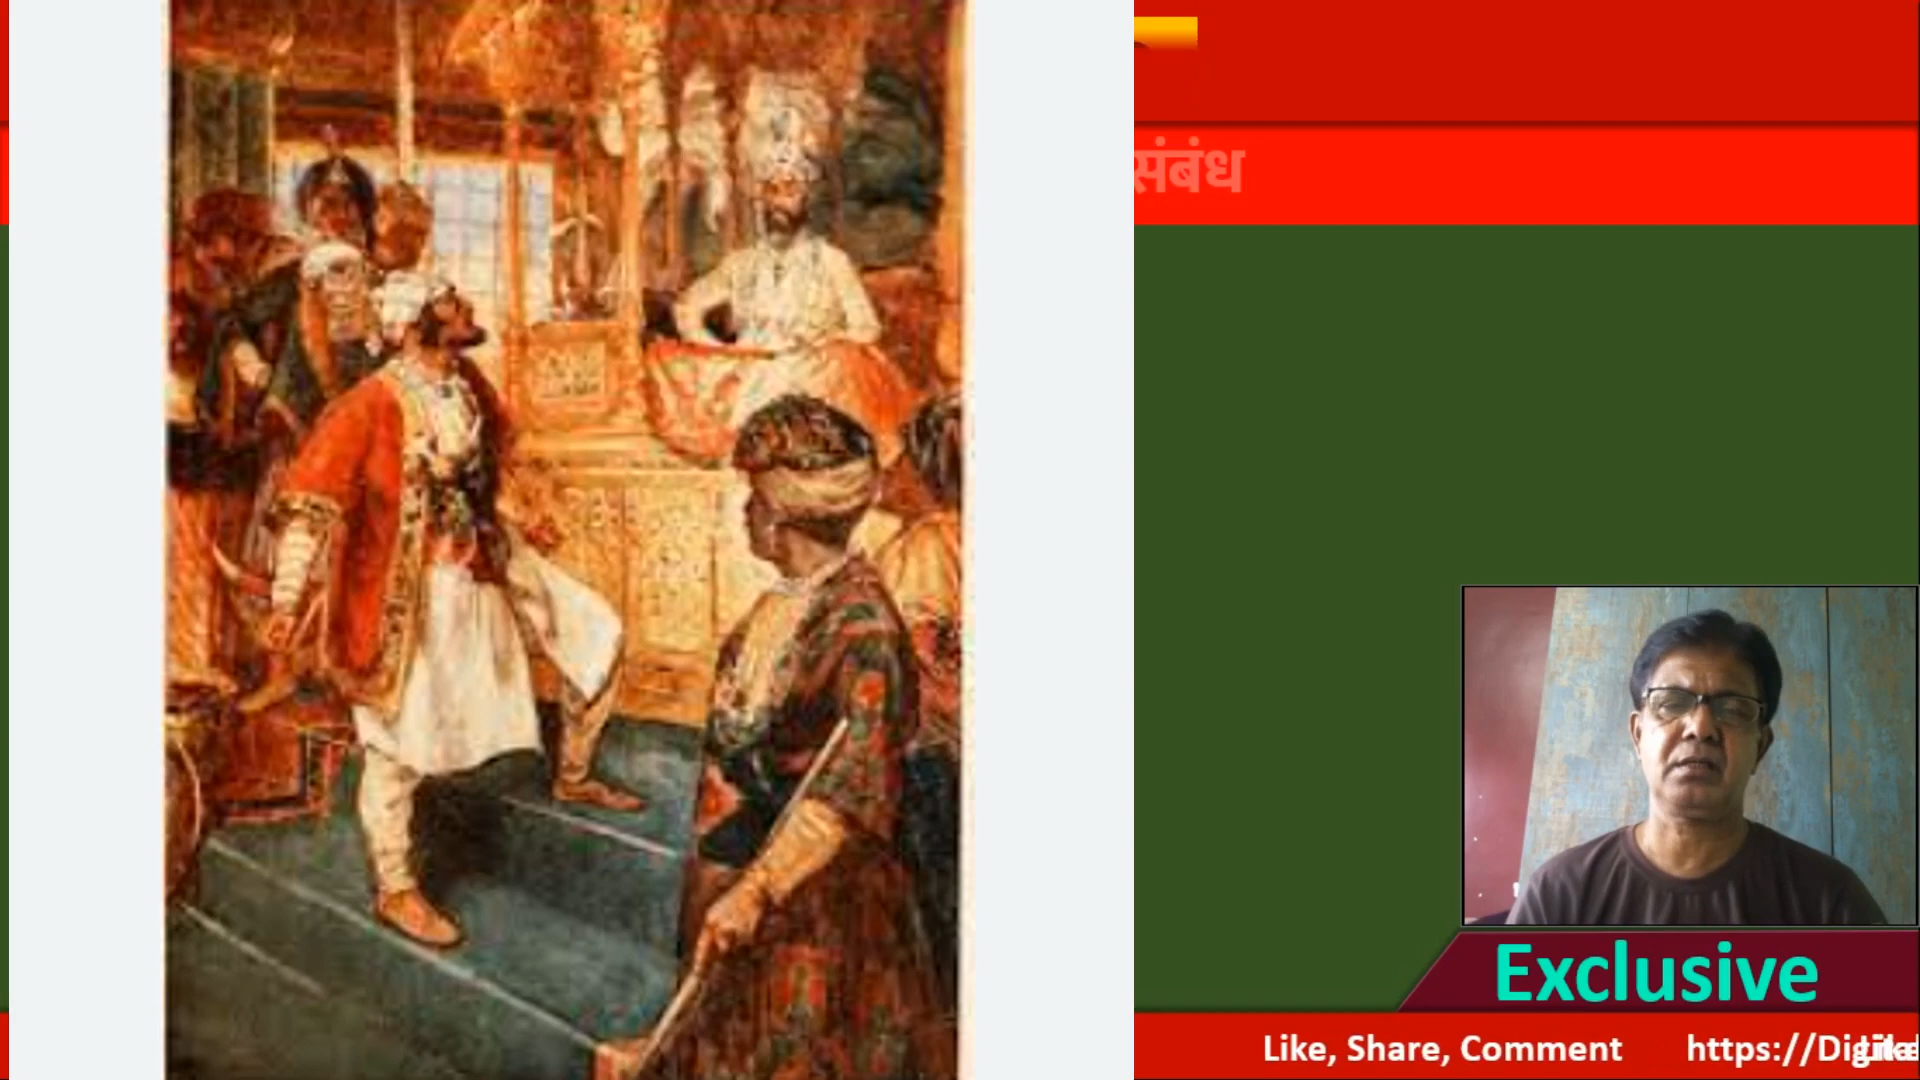 संबंध
Exclusive
Like, Share, Comment